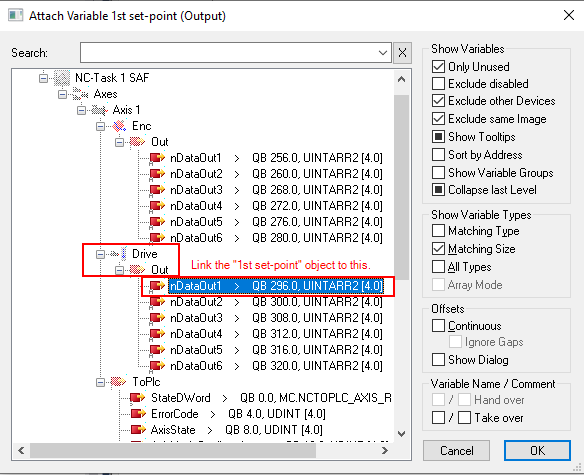 Attach Variable 1st set-point (Output)
Search:
X
NC-Task 1 SAF
Axes
Axis 1
Enc
Out
nDataOut1 > QB 256.0, UINTARR2 [4.0]
nDataOut2 > QB 260.0, UINTARR2 [4.0]
nDataOut3 > QB 268.0, UINTARR2 [4.0]
nDataOut4 > QB 272.0, UINTARR2 [4.0]
nDataOut5 > QB 276.0, UINTARR2 [4.0]
nDataOut6 > QB 280.0, UINTARR2 [4.0]
Drive
Link the "1st set-point" object to this.
Out
nDataOut1 > QB 296.0, UINTARR2 [4.0]
nDataOut2 > QB 300.0, UINTARR2 [4.0]
nDataOut3 > QB 308.0, UINTARR2 [4.0]
nDataOut4 > QB 312.0, UINTARR2 [4.0]
nDataOut5 > QB 316.0, UINTARR2 [4.0]
nDataOut6 > QB 320.0, UINTARR2 [4.0]
ToPlc
StateDWord > QB 0.0, MC.NCTOPLC_AXIS_R
ErrorCode > QB 4.0, UDINT [4.0]
AxisState > QB 8.0, UDINT [4.0]
Show Variables
Only Unused
Exclude disabled
Exclude other Devices
Exclude same Image
Show Tooltips
Sort by Address
Show Variable Groups
Collapse last Level
Show Variable Types
Matching Type
Matching Size
All Types
Array Mode
Offsets
Continuous
Ignore Gaps
Show Dialog
Variable Name / Comment
/ Hand over
/ Take over
Cancel
OK